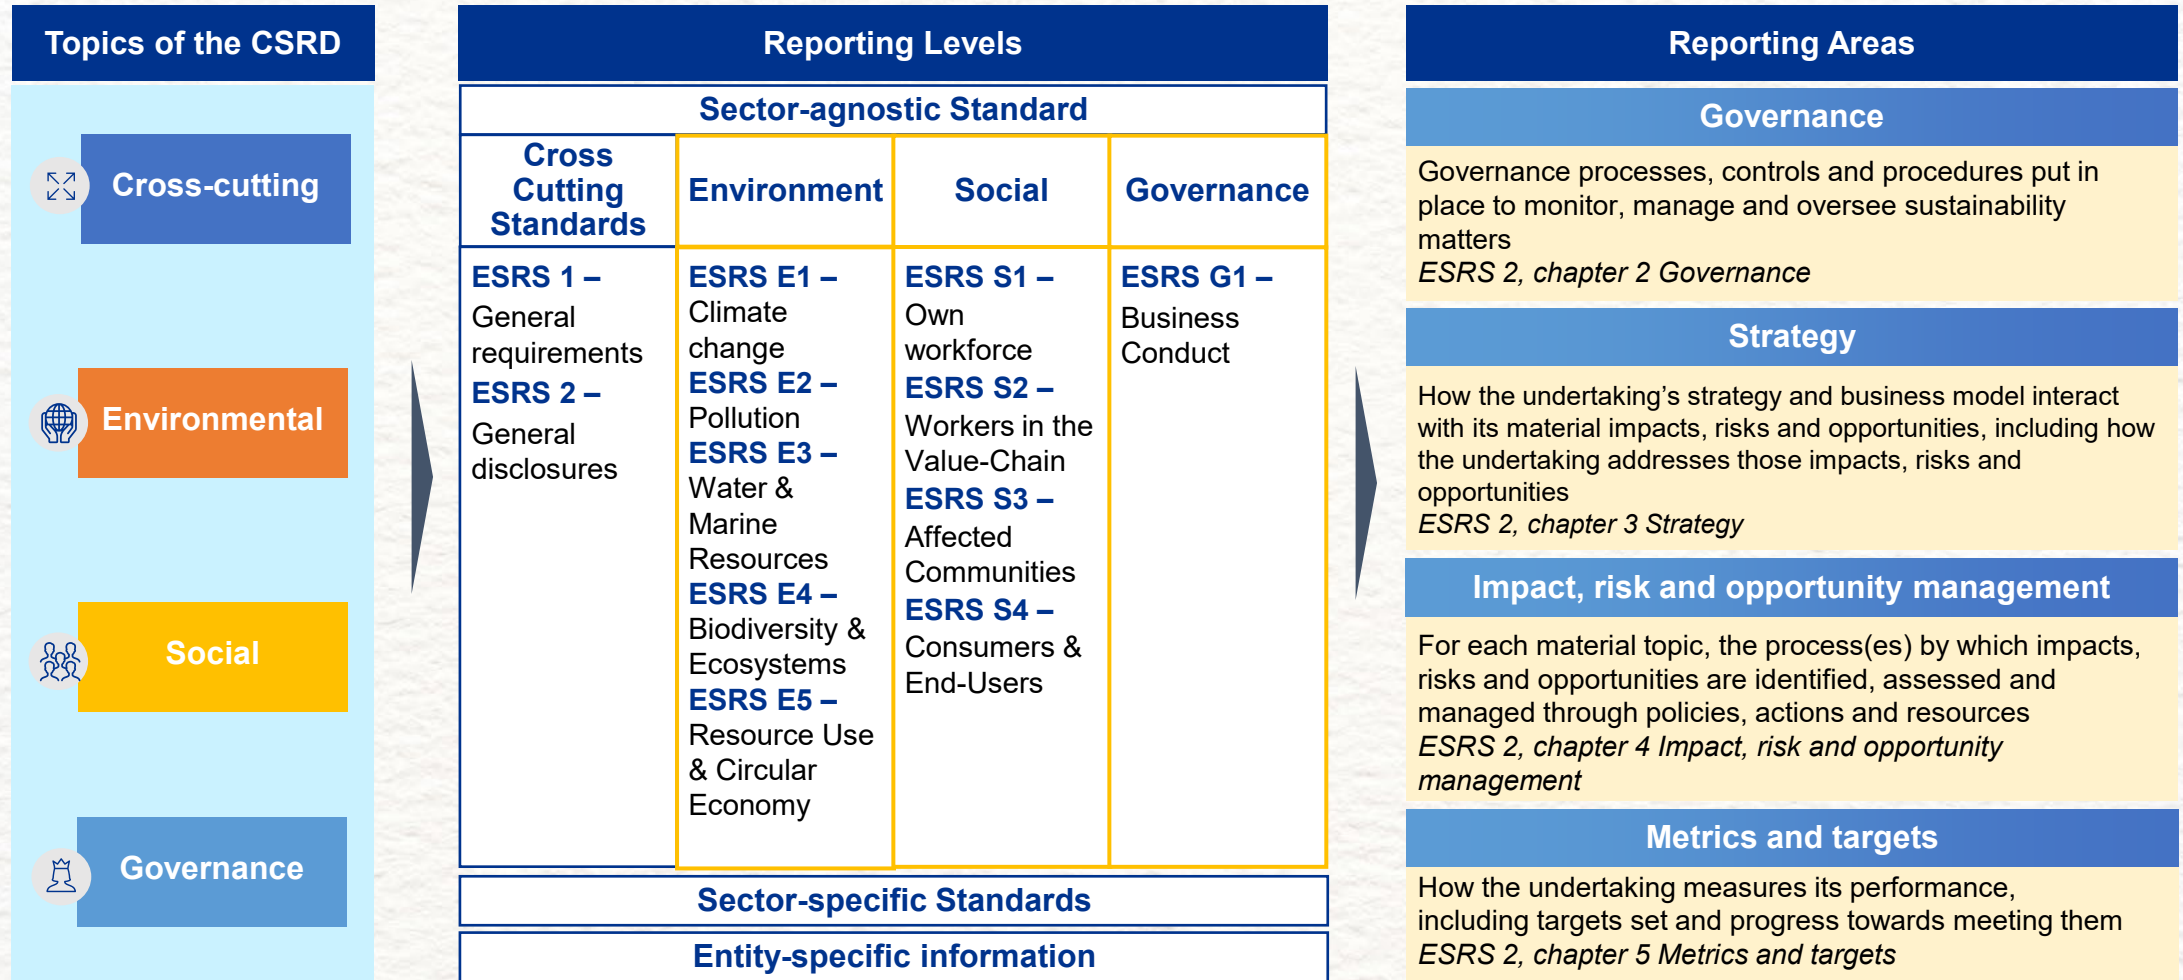 Topics of the CSRD
Cross-cutting
Environmental
Social
Governance
Reporting Levels
Sector-agnostic Standard
Cross
Cutting
Standards
Environment
Social
Governance
ESRS 1 –
General
requirements
ESRS 2 –
General
disclosures
ESRS E1 –
Climate
change
ESRS E2 –
Pollution
ESRS E3 –
Water &
Marine
Resources
ESRS E4 –
Biodiversity &
Ecosystems
ESRS E5 –
Resource Use
& Circular
Economy
ESRS S1 –
Own
workforce
ESRS S2 –
Workers in the
Value-Chain
ESRS S3 –
Affected
Communities
ESRS S4 –
Consumers &
End-Users
ESRS G1 –
Business
Conduct
Sector-specific Standards
Entity-specific information
Reporting Areas
Governance
Governance processes, controls and procedures put in
place to monitor, manage and oversee sustainability
matters
ESRS 2, chapter 2 Governance
Strategy
How the undertaking’s strategy and business model interact
with its material impacts, risks and opportunities, including how
the undertaking addresses those impacts, risks and
opportunities
ESRS 2, chapter 3 Strategy
Impact, risk and opportunity management
For each material topic, the process(es) by which impacts,
risks and opportunities are identified, assessed and
managed through policies, actions and resources
ESRS 2, chapter 4 Impact, risk and opportunity
management
Metrics and targets
How the undertaking measures its performance,
including targets set and progress towards meeting them
ESRS 2, chapter 5 Metrics and targets